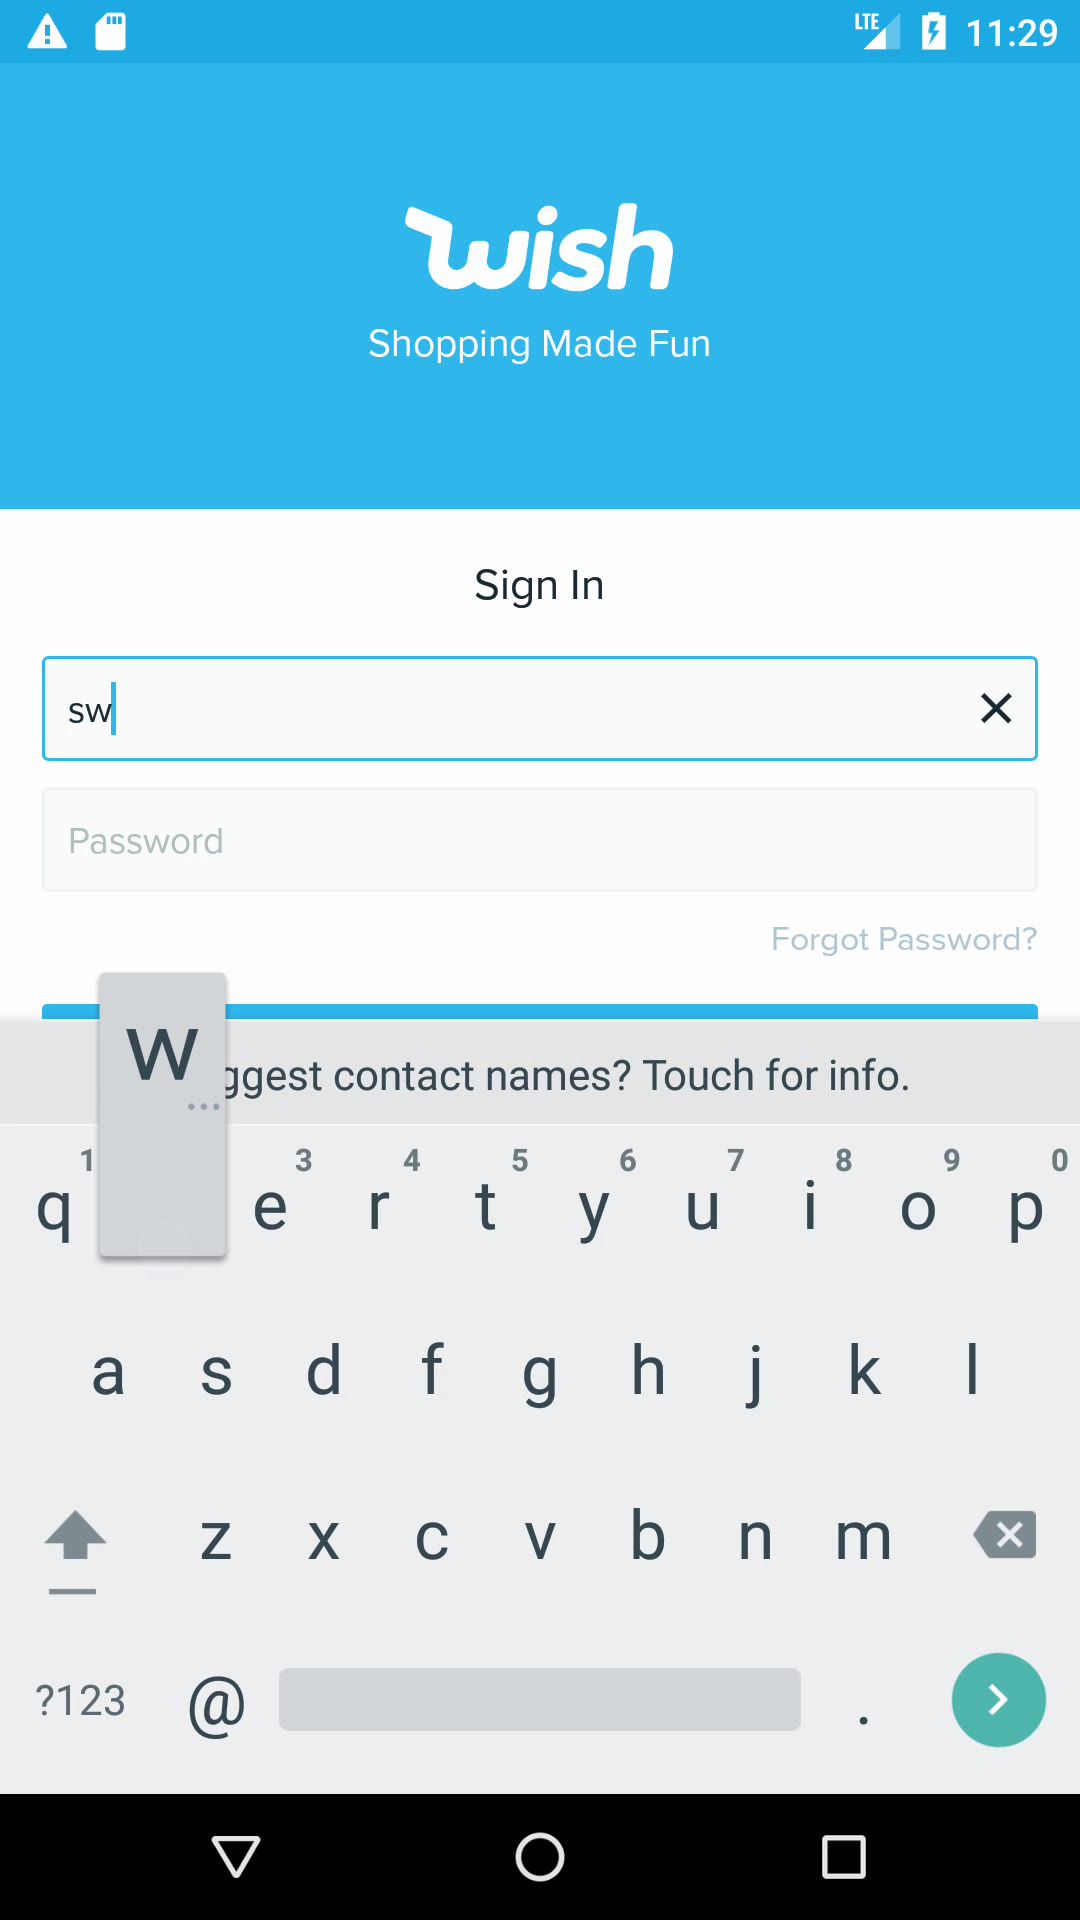 LTE 11:29
wish
Shopping Made Fun
Sign In
sw
Password
Forgot Password?
w
contact names? Touch for info.
1 3 4 5 6 7 8 9 0
q e r t y u i o p
a s d f g h j k l
z x c v b n m
?123 @ .